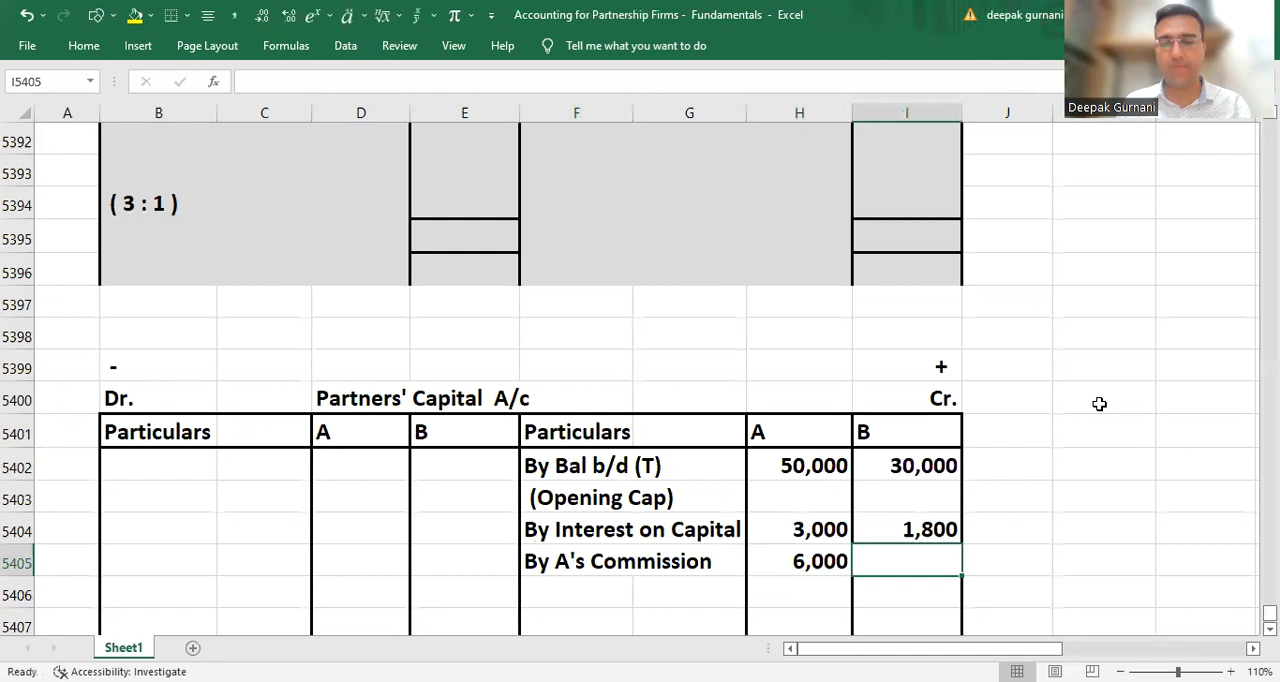 Accounting for Partnership Firms - Fundamentals - Excel
deepak gurnani
File Home Insert Page Layout Formulas Data Review View Help Tell me what you want to do
I5405 fx
Deepak Gurnani
A B C D E F G H I J
5392
5393
5394 ( 3 : 1 )
5395
5396
5397
5398
5399 - +
5400 Dr. Partners' Capital A/c Cr.
5401 Particulars A B Particulars A B
5402 By Bal b/d (T) 50,000 30,000
5403 (Opening Cap)
5404 By Interest on Capital 3,000 1,800
5405 By A's Commission 6,000
5406
5407
Sheet1
Ready Accessibility: Investigate 110%